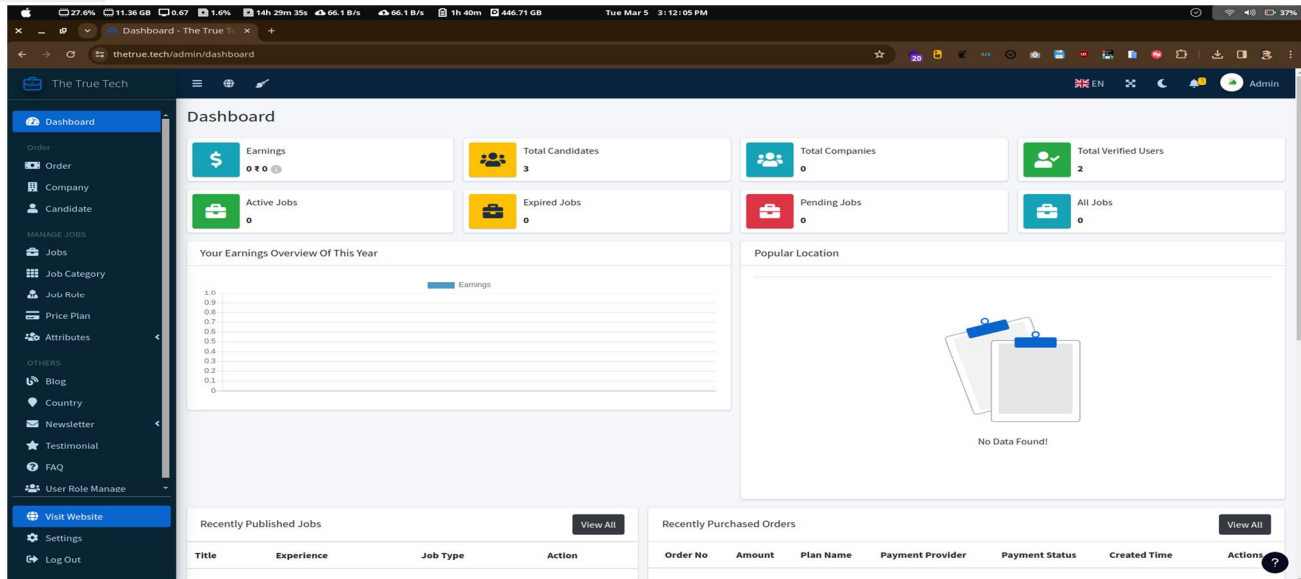 27.6% 11.36 GB 0.67 1.6% 14h 29m 35s 66.1 B/s 66.1 B/s 1h 40m 446.71 GB Tue Mar 5 3:12:05 PM 37%
Dashboard - The True Te
thetrue.tech/admin/dashboard
20
The True Tech
EN
Admin
Dashboard
Order
Order
Company
Candidate
MANAGE JOBS
Jobs
Job Category
Job Role
Price Plan
Attributes
OTHERS
Blog
Country
Newsletter
Testimonial
FAQ
User Role Manage
Visit Website
Settings
Log Out
Dashboard
Earnings
0 ₹ 0
Total Candidates
3
Total Companies
0
Total Verified Users
2
Active Jobs
0
Expired Jobs
0
Pending Jobs
0
All Jobs
0
Your Earnings Overview Of This Year
Earnings
1.0
0.9
0.8
0.7
0.6
0.5
0.4
0.3
0.2
0.1
0
Popular Location
No Data Found!
Recently Published Jobs
View All
Title Experience Job Type Action
Recently Purchased Orders
View All
Order No Amount Plan Name Payment Provider Payment Status Created Time Actions
?